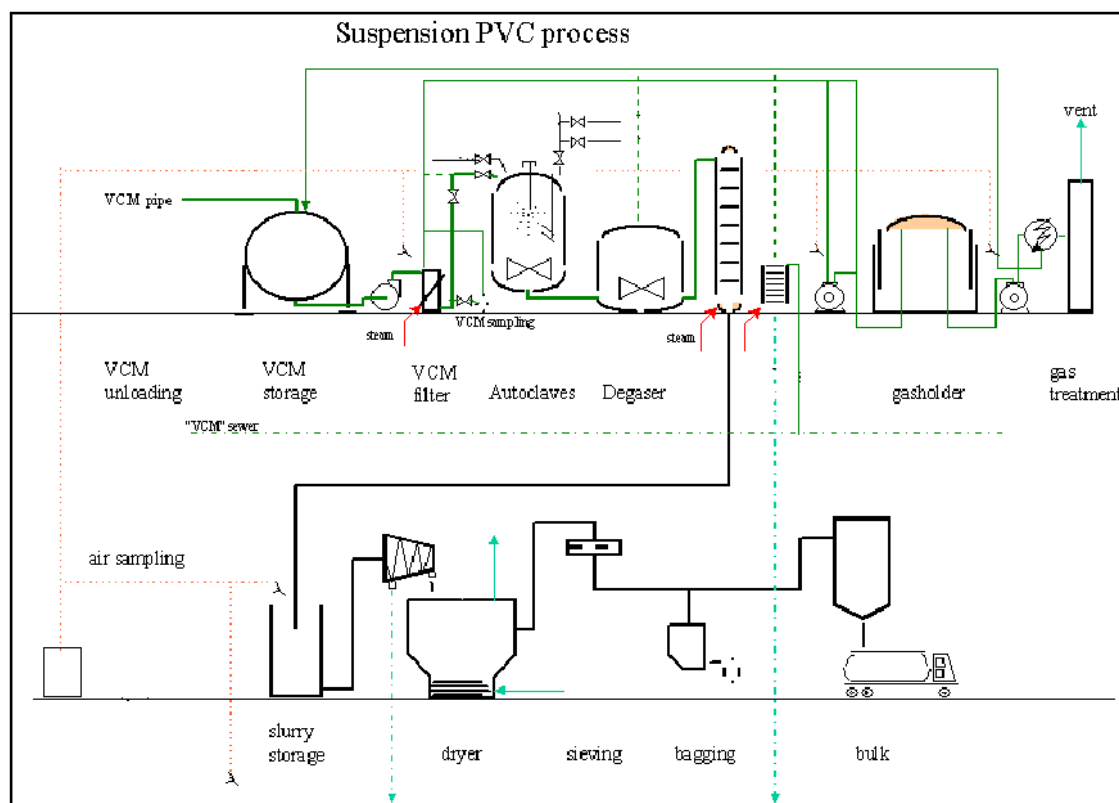 Suspension PVC process
vent
VCM pipe
VCM sampling
steam
steam
VCM
unloading
VCM
storage
VCM
filter
Autoclaves
Degaser
gasholder
gas
treatment
"VCM" sewer
air sampling
slurry
storage
dryer
sieving
bagging
bulk